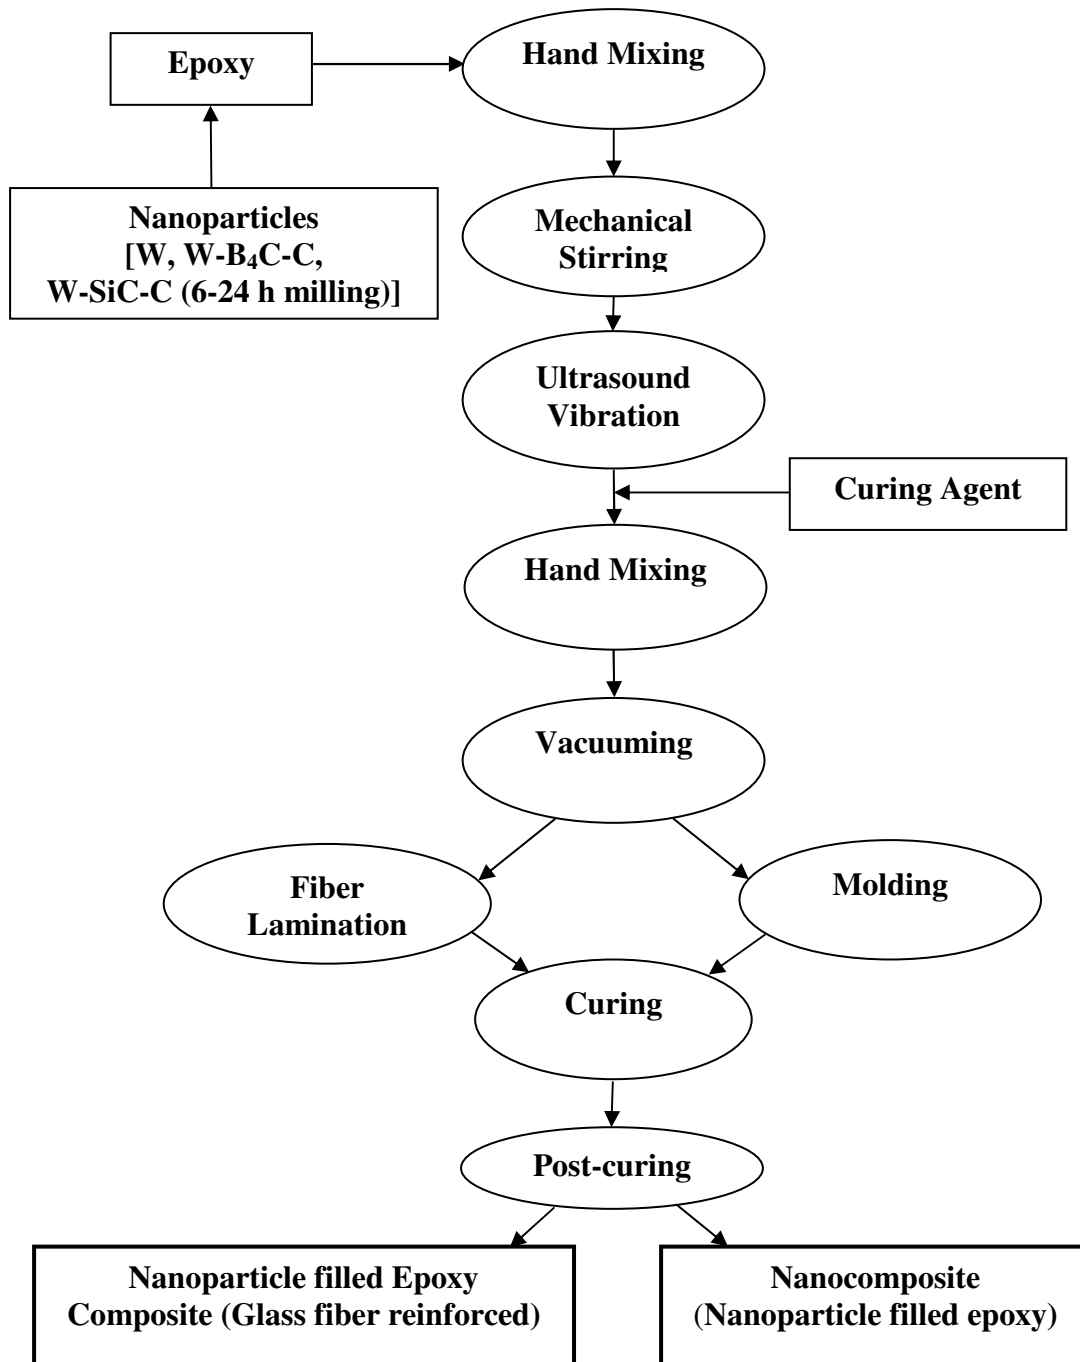 Epoxy
Hand Mixing
Nanoparticles
[W, W-B₄C-C,
W-SiC-C (6-24 h milling)]
Mechanical
Stirring
Ultrasound
Vibration
Curing Agent
Hand Mixing
Vacuuming
Fiber
Lamination
Molding
Curing
Post-curing
Nanoparticle filled Epoxy
Composite (Glass fiber reinforced)
Nanocomposite
(Nanoparticle filled epoxy)